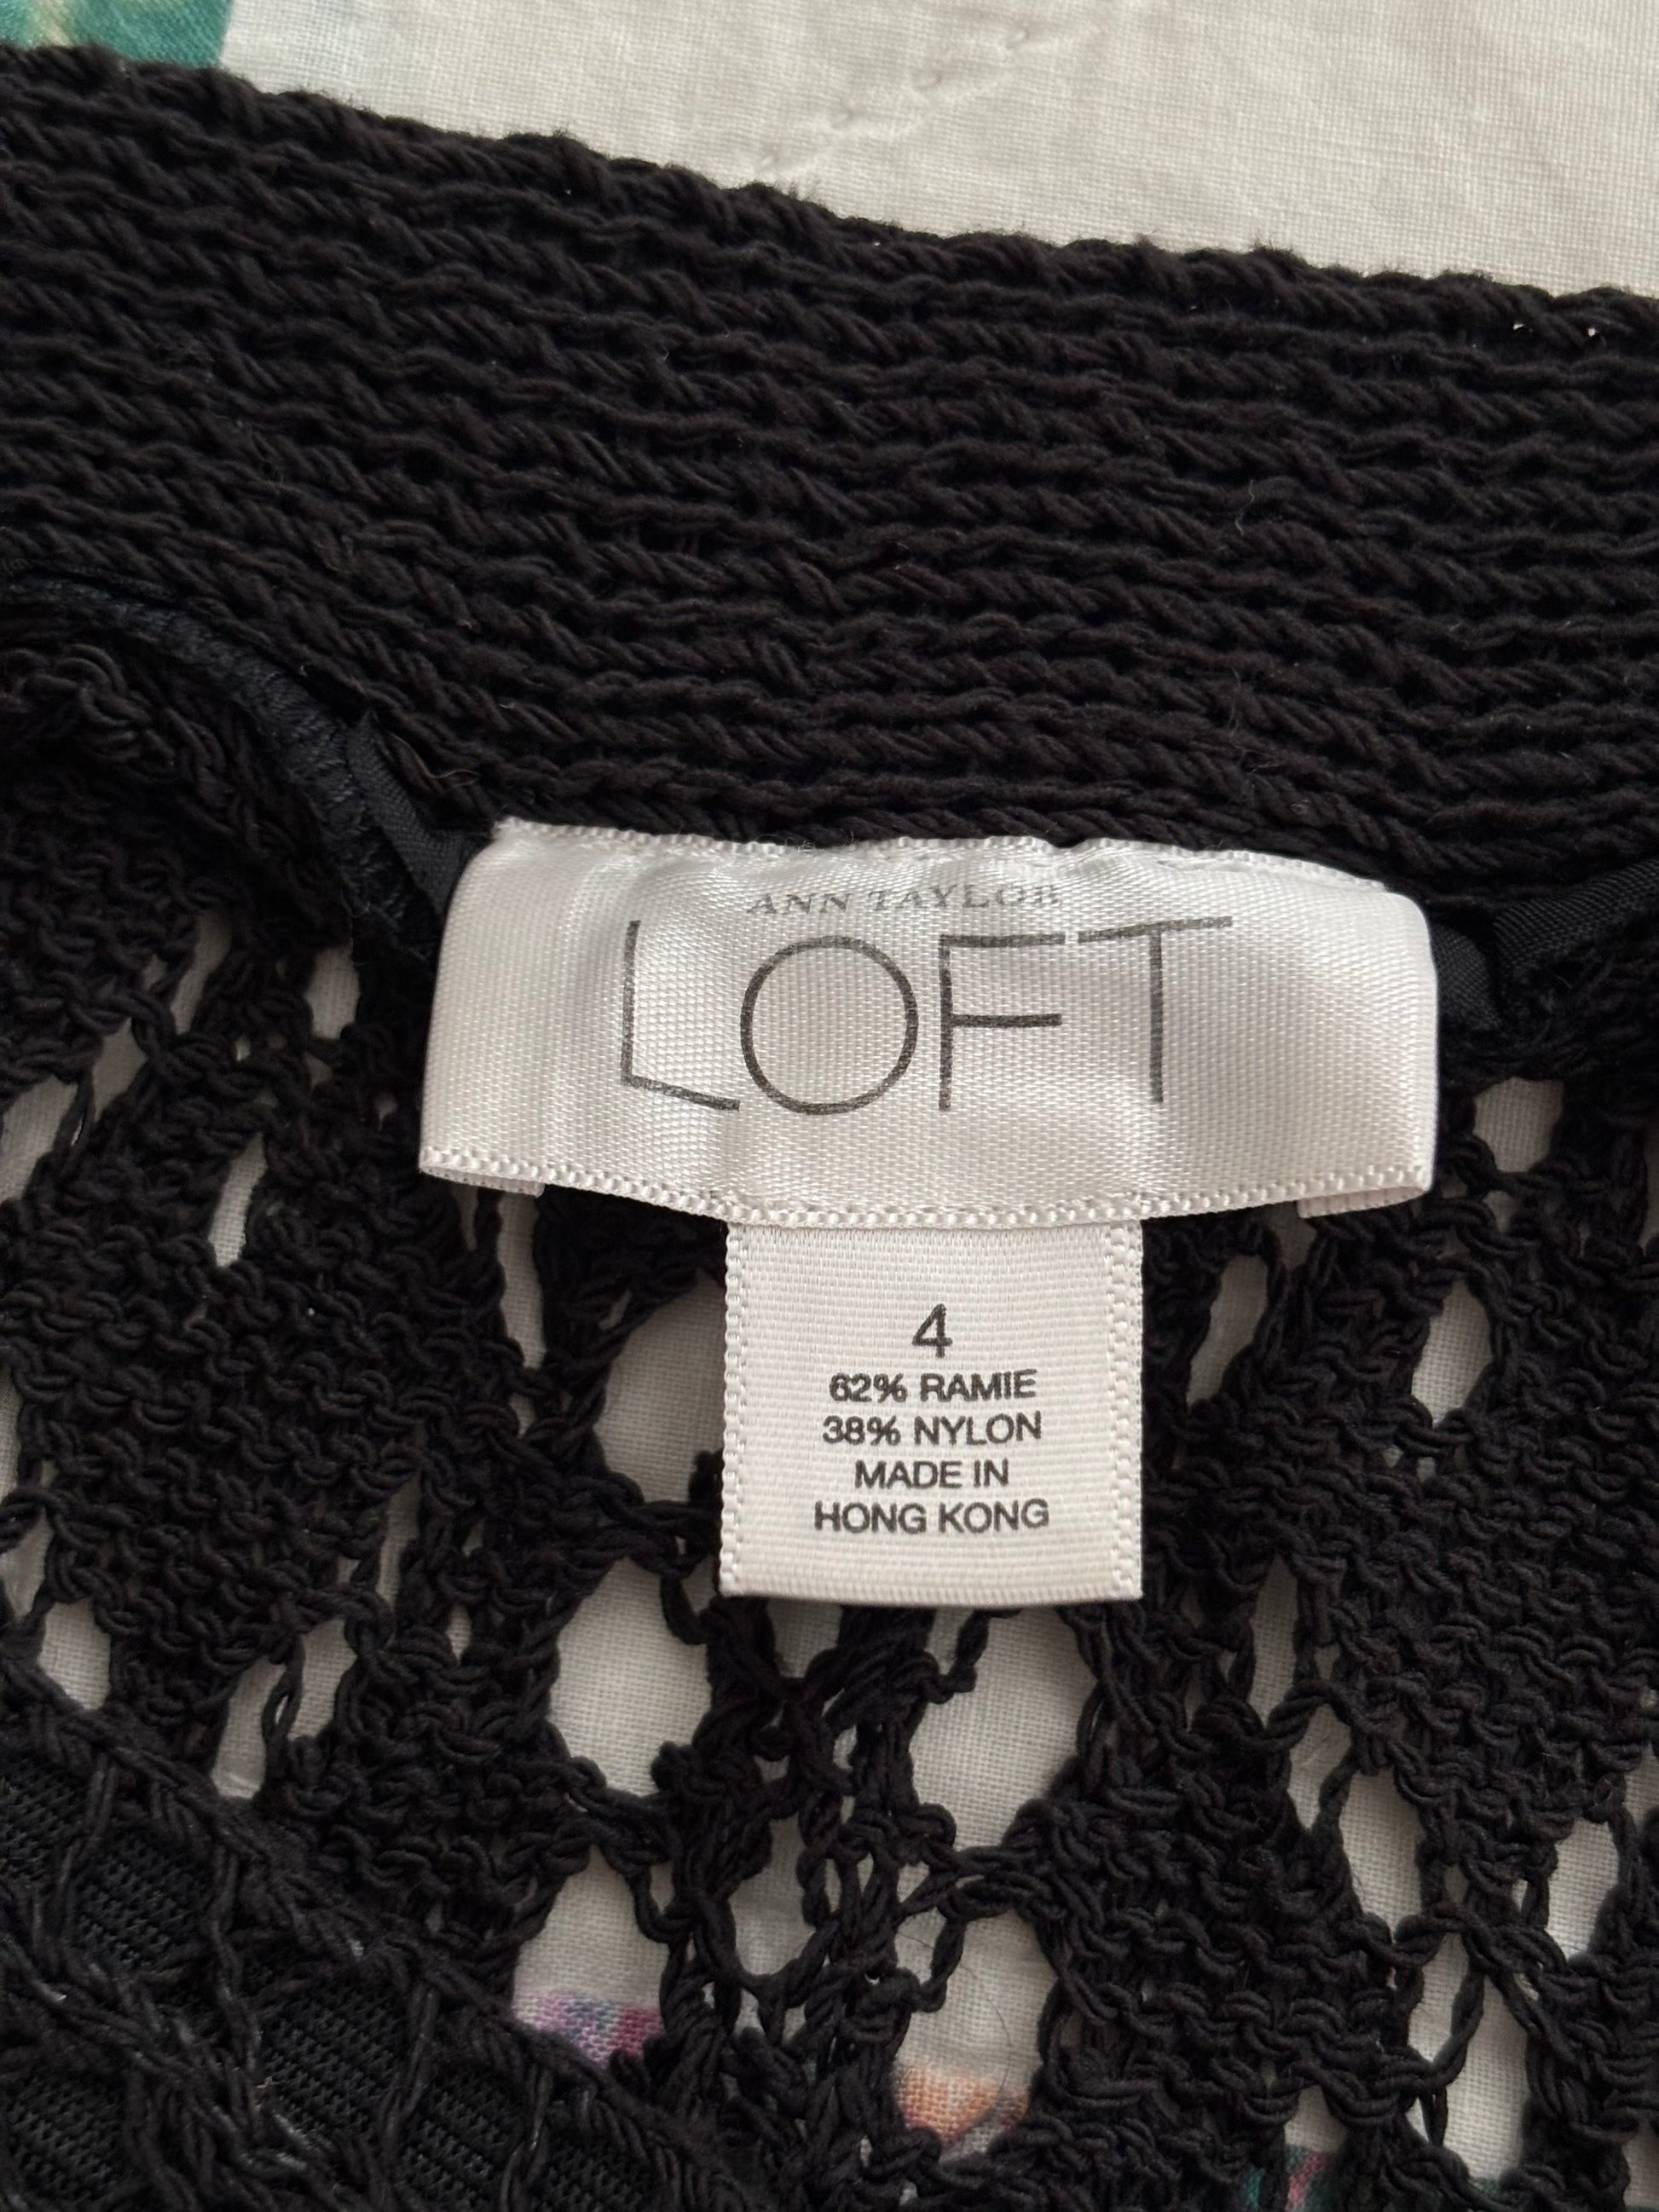 ANN TAYLOR
LOFT
4
62% RAMIE
38% NYLON
MADE IN
HONG KONG